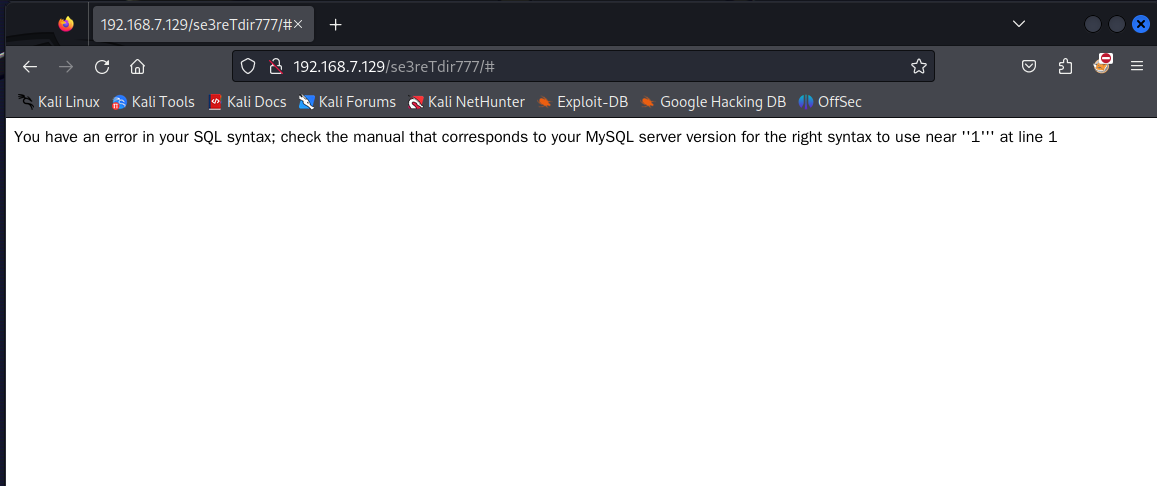 192.168.7.129/se3reTdir777/#
192.168.7.129/se3reTdir777/#
Kali Linux Kali Tools Kali Docs Kali Forums Kali NetHunter Exploit-DB Google Hacking DB OffSec
You have an error in your SQL syntax; check the manual that corresponds to your MySQL server version for the right syntax to use near ''1''' at line 1